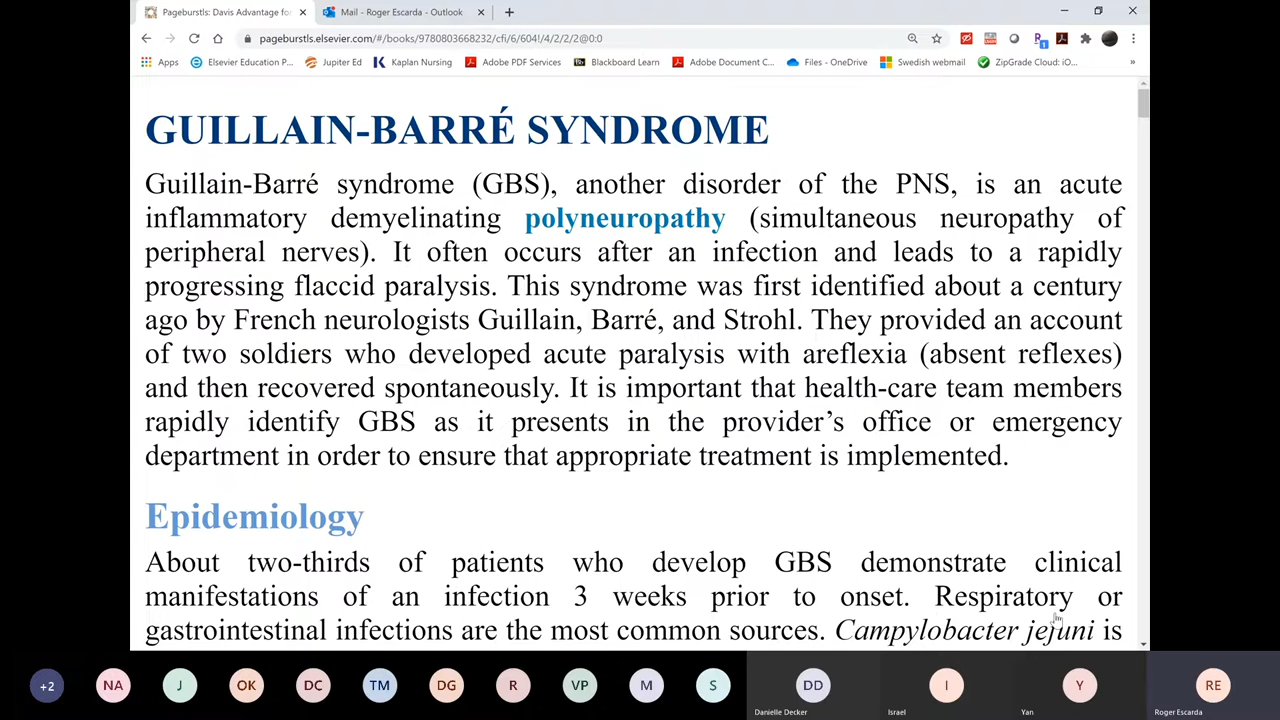 Pageburstls: Davis Advantage for
Mail - Roger Escarda - Outlook
pageburstls.elsevier.com/#/books/9780803668232/cfi/6/604!/4/2/2/2@0:0
Apps
Elsevier Education P...
Jupiter Ed
Kaplan Nursing
Adobe PDF Services
Blackboard Learn
Adobe Document C...
Files - OneDrive
Swedish webmail
ZipGrade Cloud: iO...
»
GUILLAIN-BARRÉ SYNDROME
Guillain-Barré syndrome (GBS), another disorder of the PNS, is an acute
inflammatory demyelinating polyneuropathy (simultaneous neuropathy of
peripheral nerves). It often occurs after an infection and leads to a rapidly
progressing flaccid paralysis. This syndrome was first identified about a century
ago by French neurologists Guillain, Barré, and Strohl. They provided an account
of two soldiers who developed acute paralysis with areflexia (absent reflexes)
and then recovered spontaneously. It is important that health-care team members
rapidly identify GBS as it presents in the provider’s office or emergency
department in order to ensure that appropriate treatment is implemented.
Epidemiology
About two-thirds of patients who develop GBS demonstrate clinical
manifestations of an infection 3 weeks prior to onset. Respiratory or
gastrointestinal infections are the most common sources. Campylobacter jejuni is
+2
NA
J
OK
DC
TM
DG
R
VP
M
S
DD
Danielle Decker
I
Israel
Y
Yan
RE
Roger Escarda